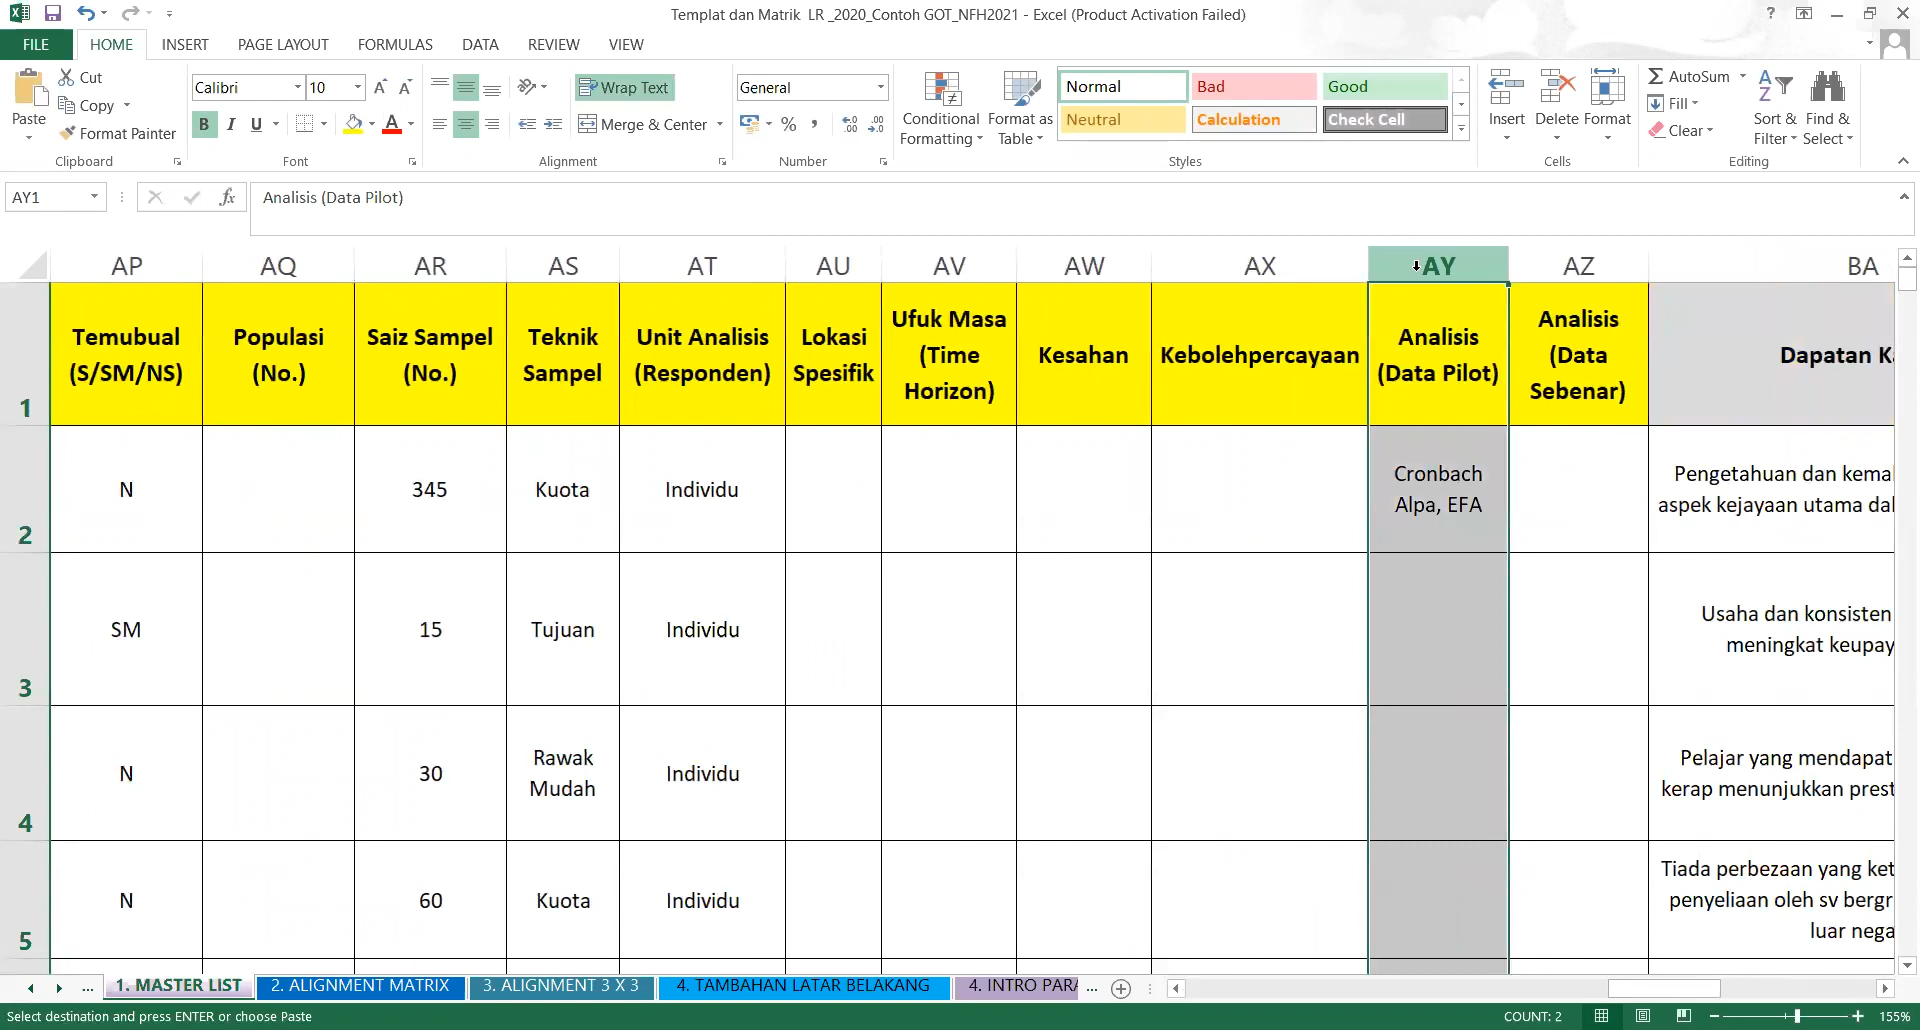 Templat dan Matrik  LR _2020_Contoh GOT_NFH2021 - Excel (Product Activation Failed)
FILE HOME INSERT PAGE LAYOUT FORMULAS DATA REVIEW VIEW
Paste
Cut
Copy
Format Painter
Clipboard
Calibri 10
B I U
Font
Wrap Text
Merge & Center
Alignment
General
%
Number
Conditional Formatting
Format as Table
Normal Bad Good
Neutral Calculation Check Cell
Styles
Insert Delete Format
Cells
AutoSum
Fill
Clear
Sort & Filter
Find & Select
Editing
AY1 fx Analisis (Data Pilot)
AP AQ AR AS AT AU AV AW AX AY AZ BA
1
Temubual
(S/SM/NS)
Populasi
(No.)
Saiz Sampel
(No.)
Teknik
Sampel
Unit Analisis
(Responden)
Lokasi
Spesifik
Ufuk Masa
(Time
Horizon)
Kesahan
Kebolehpercayaan
Analisis
(Data Pilot)
Analisis
(Data
Sebenar)
Dapatan Ka
2
N
345
Kuota
Individu
Cronbach
Alpa, EFA
Pengetahuan dan kemal
aspek kejayaan utama dal
3
SM
15
Tujuan
Individu
Usaha dan konsisten
meningkat keupay
4
N
30
Rawak
Mudah
Individu
Pelajar yang mendapat
kerap menunjukkan prest
5
N
60
Kuota
Individu
Tiada perbezaan yang ket
penyeliaan oleh sv bergr
luar nega
... 1. MASTER LIST 2. ALIGNMENT MATRIX 3. ALIGNMENT 3 X 3 4. TAMBAHAN LATAR BELAKANG 4. INTRO PARA ...
Select destination and press ENTER or choose Paste COUNT: 2 155%